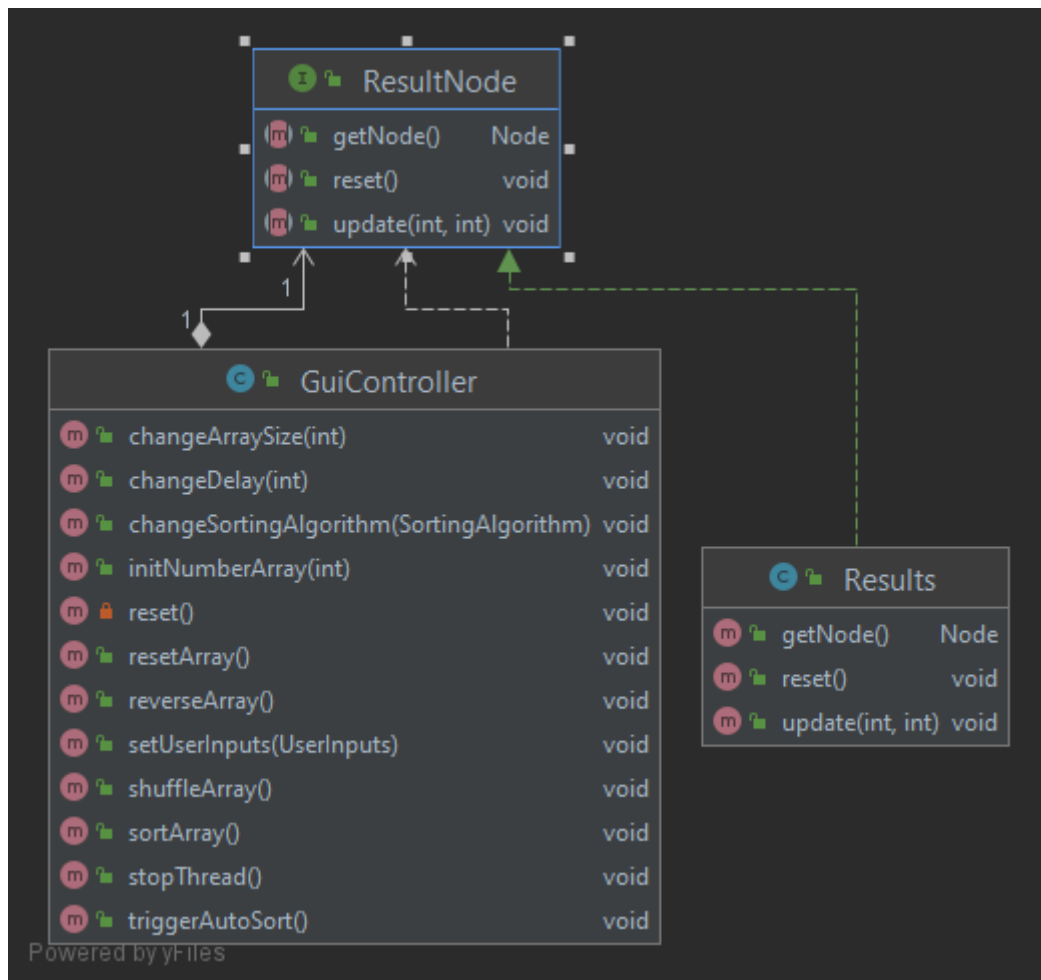 ResultNode
getNode() Node
reset() void
update(int, int) void
1
1
GuiController
changeArraySize(int) void
changeDelay(int) void
changeSortingAlgorithm(SortingAlgorithm) void
initNumberArray(int) void
reset() void
resetArray() void
reverseArray() void
setUserInputs(UserInputs) void
shuffleArray() void
sortArray() void
stopThread() void
triggerAutoSort() void
Results
getNode() Node
reset() void
update(int, int) void
Powered by yFiles